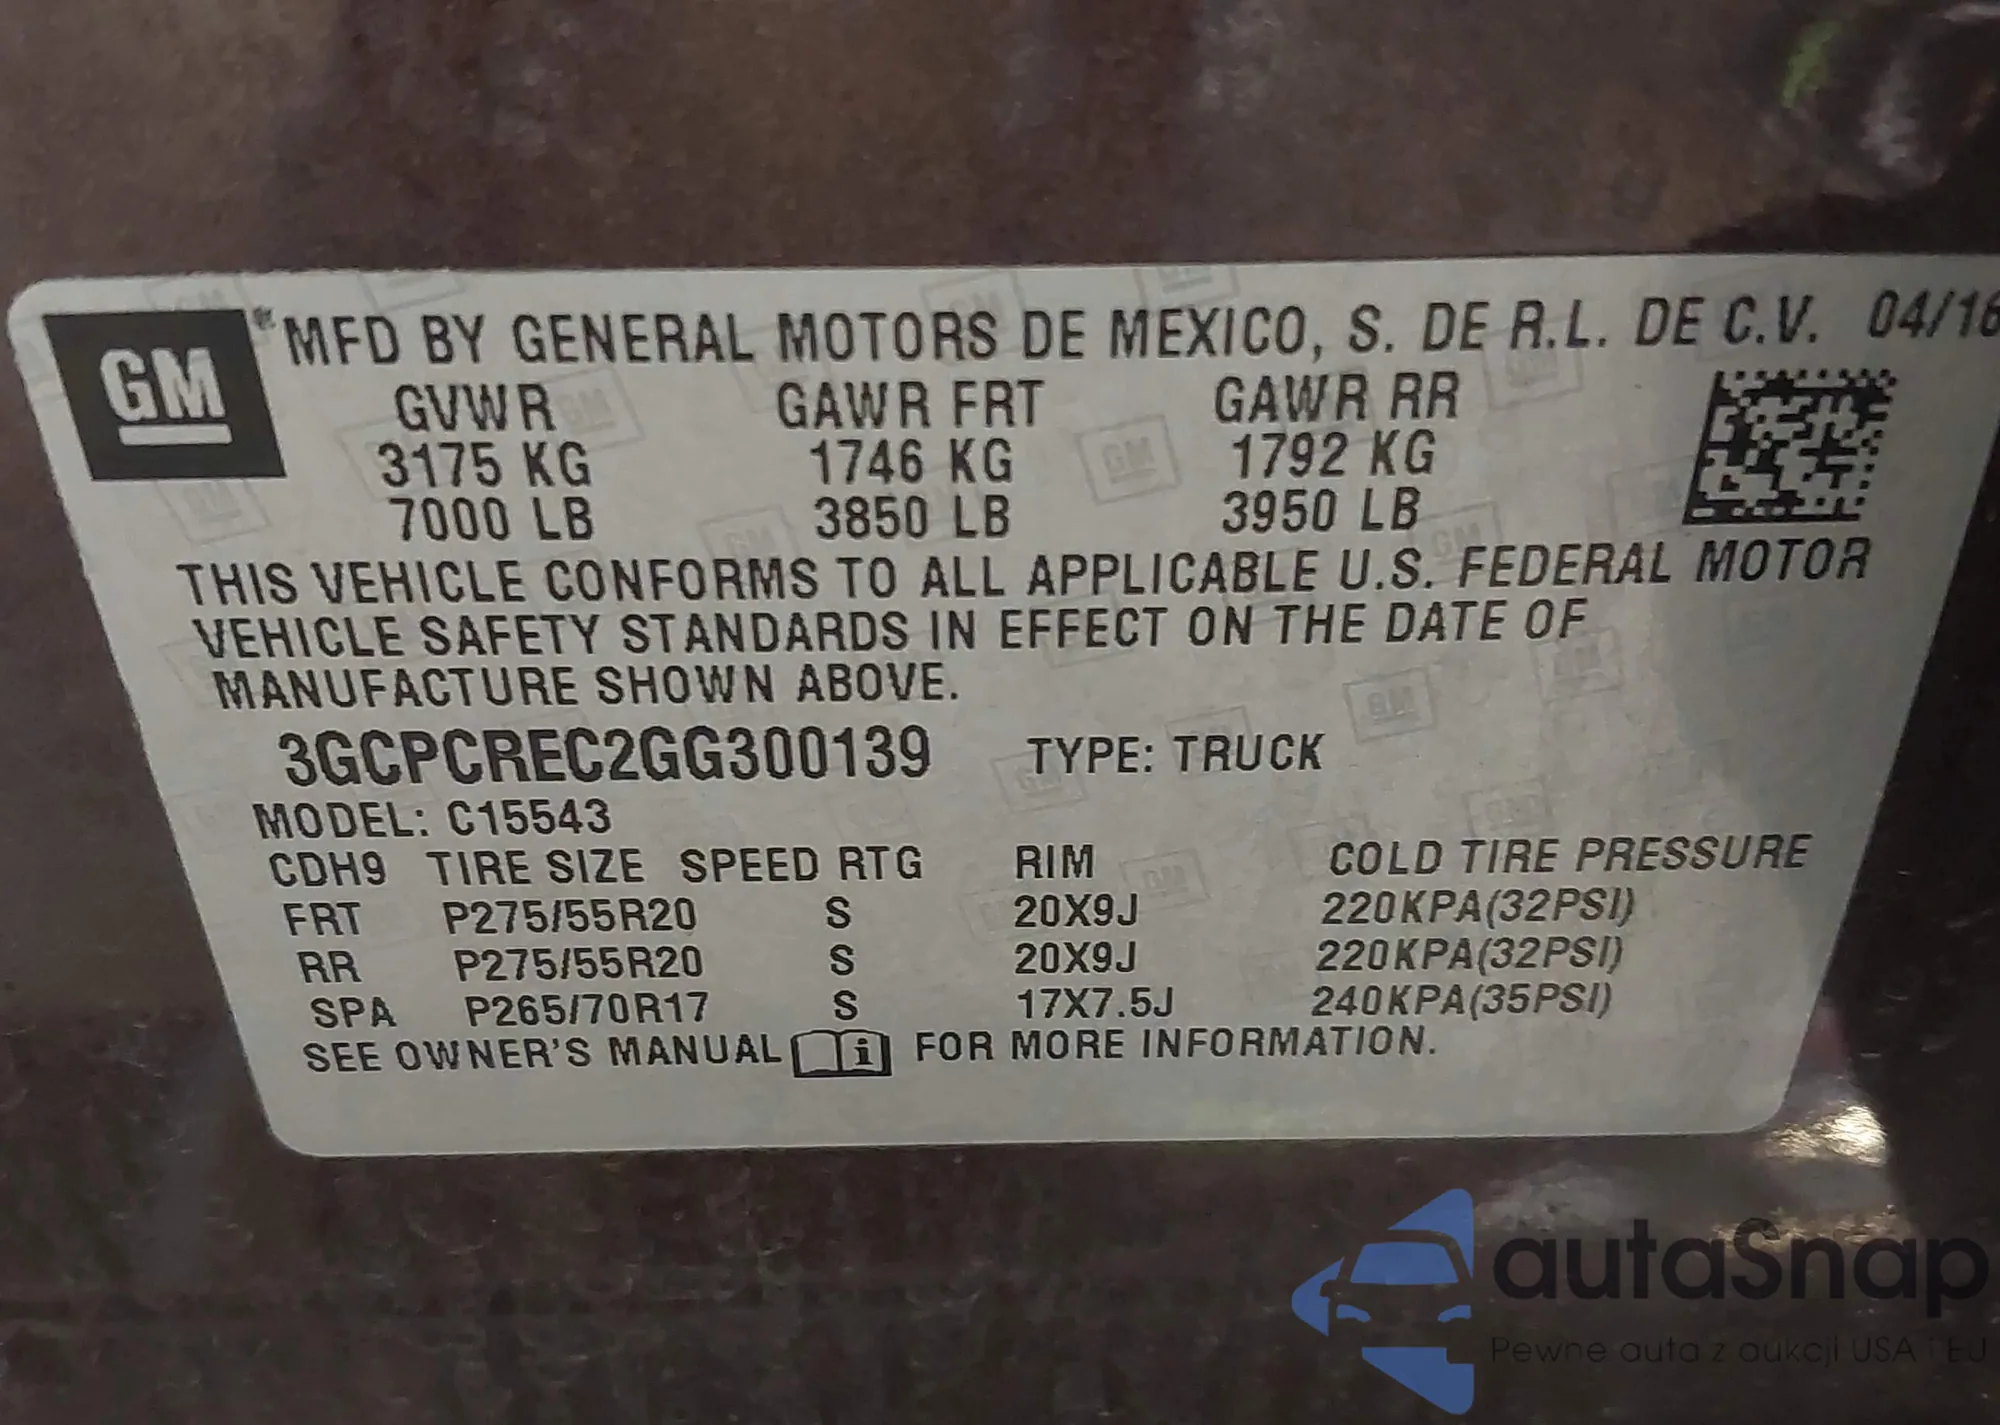 GM
® MFD BY GENERAL MOTORS DE MEXICO, S. DE R.L. DE C.V. 04/16
GVWR GAWR FRT GAWR RR
3175 KG 1746 KG 1792 KG
7000 LB 3850 LB 3950 LB
THIS VEHICLE CONFORMS TO ALL APPLICABLE U.S. FEDERAL MOTOR
VEHICLE SAFETY STANDARDS IN EFFECT ON THE DATE OF
MANUFACTURE SHOWN ABOVE.
3GCPCREC2GG300139 TYPE: TRUCK
MODEL: C15543
CDH9 TIRE SIZE SPEED RTG RIM COLD TIRE PRESSURE
FRT P275/55R20 S 20X9J 220KPA(32PSI)
RR P275/55R20 S 20X9J 220KPA(32PSI)
SPA P265/70R17 S 17X7.5J 240KPA(35PSI)
SEE OWNER'S MANUAL i FOR MORE INFORMATION.
autaSnap
Pewne auta z aukcji USA i EU